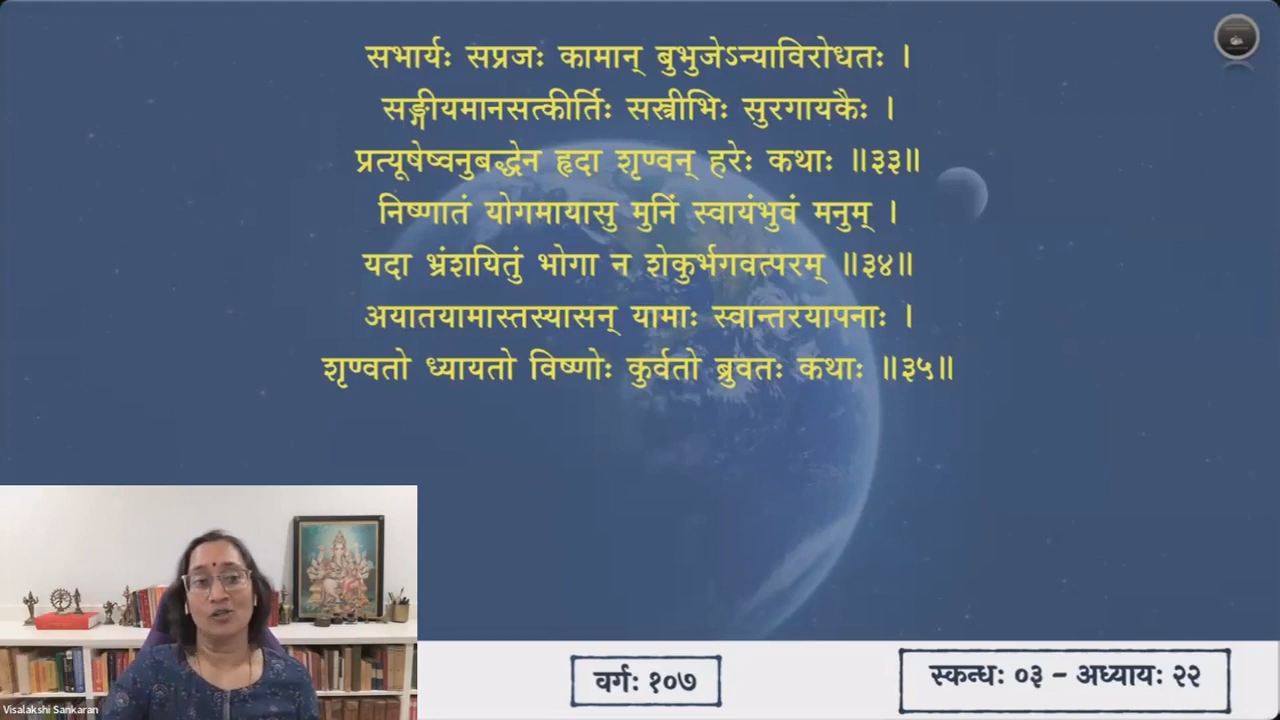 सभार्यः सप्रजः कामान् बुभुजेऽन्याविरोधतः ।
सङ्गीयमानसत्कीर्तिः सस्त्रीभिः सुरगायकैः ।
प्रत्यूषेष्वनुबद्धेन हृदा शृण्वन् हरेः कथाः ॥३३॥
निष्णातं योगमायासु मुनिं स्वायंभुवं मनुम् ।
यदा भ्रंशयितुं भोगा न शेकुर्भगवत्परम् ॥३४॥
अयातयामास्तस्यासन् यामाः स्वान्तरयापनाः ।
शृण्वतो ध्यायतो विष्णोः कुर्वतो ब्रुवतः कथाः ॥३५॥
Visalakshi Sankaran
वर्गः १०७
स्कन्धः ०३ - अध्यायः २२